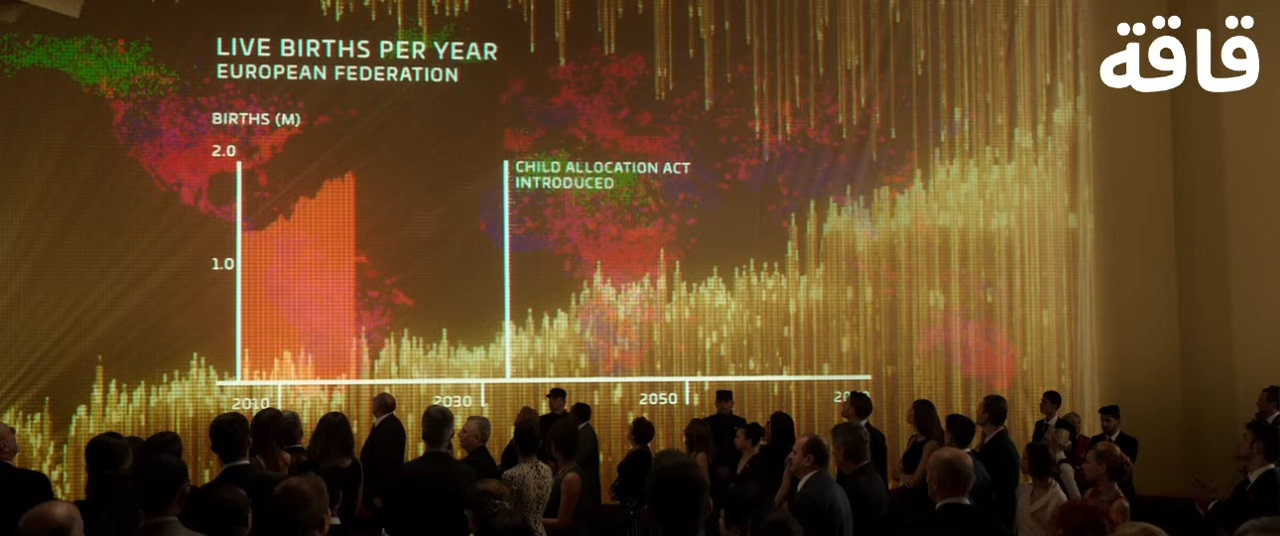 قاقة
LIVE BIRTHS PER YEAR
EUROPEAN FEDERATION
BIRTHS (M)
2.0
CHILD ALLOCATION ACT
INTRODUCED
1.0
2010
2030
2050